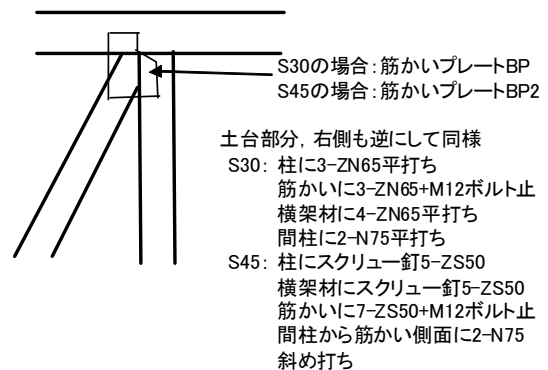 S30の場合：筋かいプレートBP
S45の場合：筋かいプレートBP2
土台部分，右側も逆にして同様
S30： 柱に3-ZN65平打ち
筋かいに3-ZN65+M12ボルト止
横架材に4-ZN65平打ち
間柱に2-N75平打ち
S45： 柱にスクリュー釘5-ZS50
横架材にスクリュー釘5-ZS50
筋かいに7-ZS50+M12ボルト止
間柱から筋かい側面に2-N75
斜め打ち